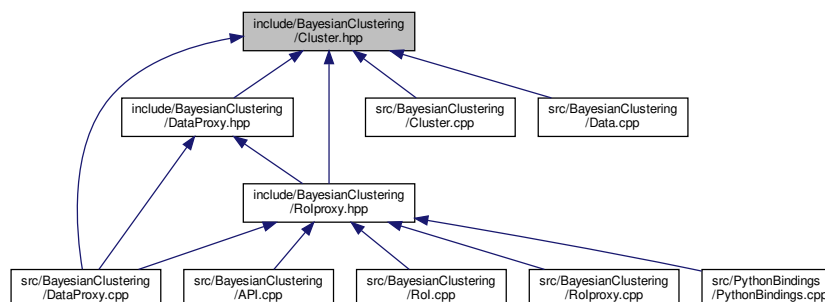 include/BayesianClustering
/Cluster.hpp
include/BayesianClustering
/DataProxy.hpp
src/BayesianClustering
/Cluster.cpp
src/BayesianClustering
/Data.cpp
include/BayesianClustering
/RoIproxy.hpp
src/BayesianClustering
/DataProxy.cpp
src/BayesianClustering
/API.cpp
src/BayesianClustering
/RoI.cpp
src/BayesianClustering
/RoIproxy.cpp
src/PythonBindings
/PythonBindings.cpp